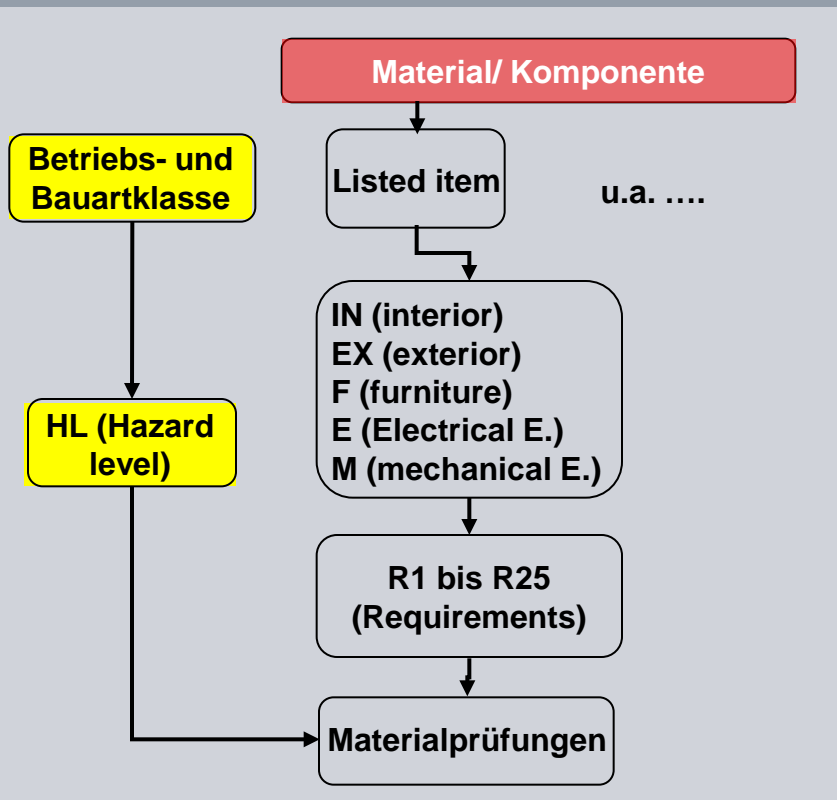 Material/ Komponente
Betriebs- und
Bauartklasse
Listed item
u.a. ….
IN (interior)
EX (exterior)
F (furniture)
E (Electrical E.)
M (mechanical E.)
HL (Hazard
level)
R1 bis R25
(Requirements)
Materialprüfungen